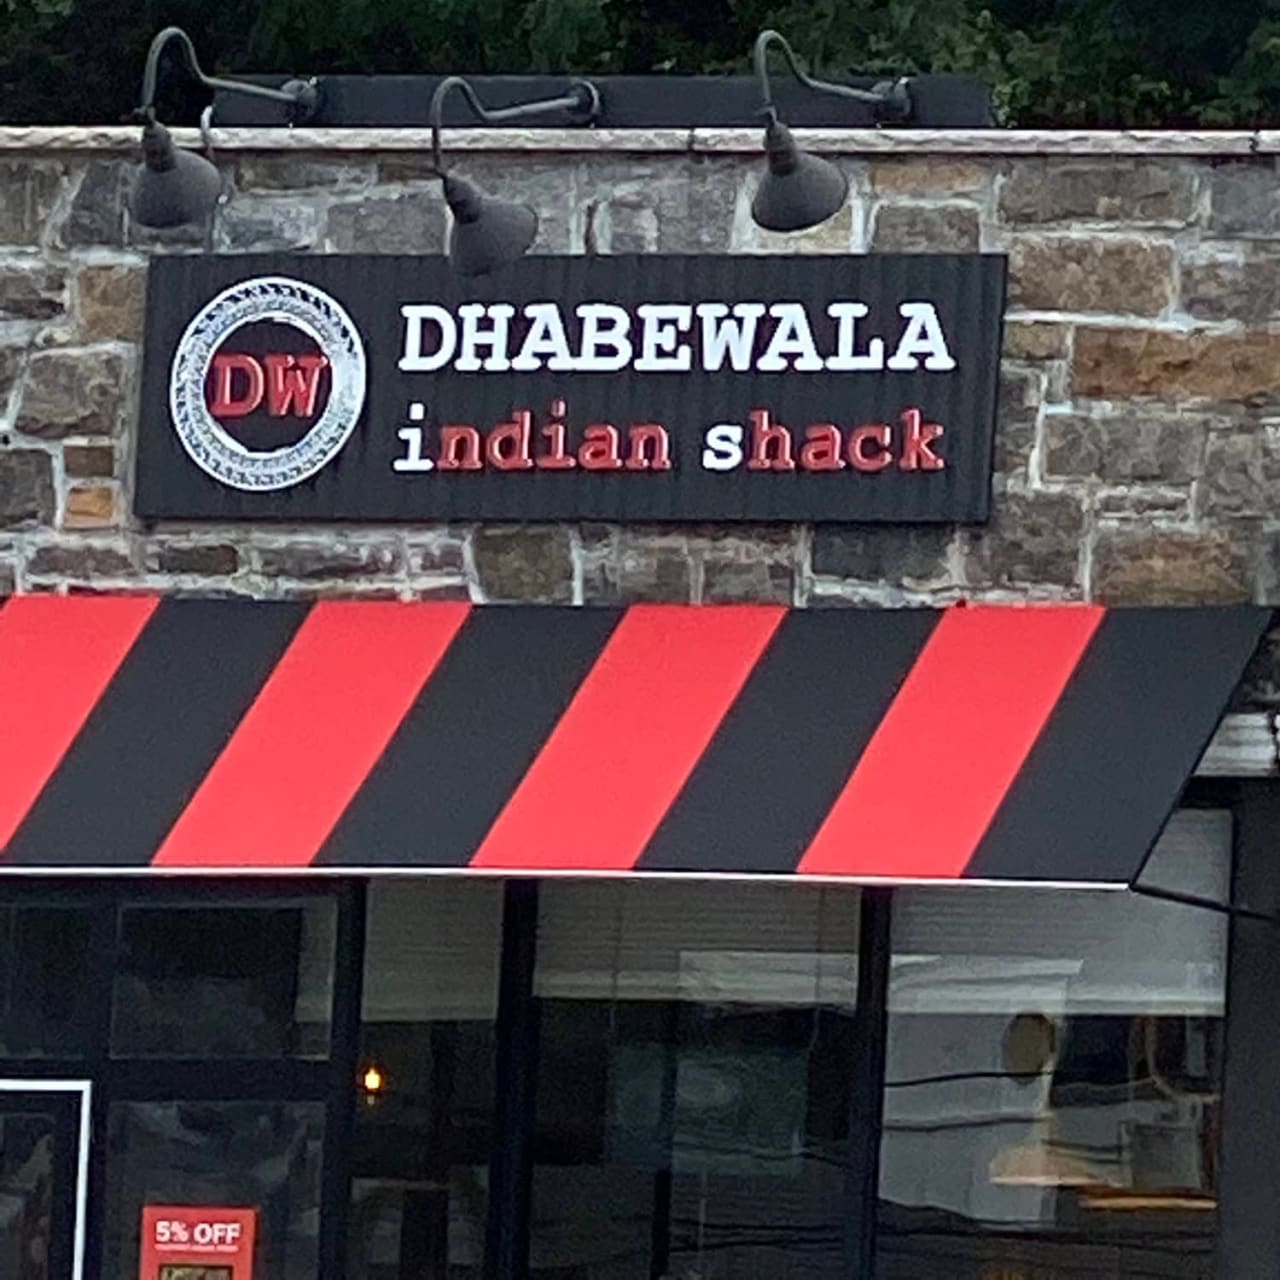 DW
DHABEWALA
indian shack
5% OFF